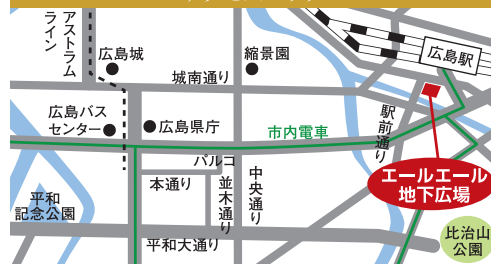 アストラム
ライン
広島城
縮景園
広島駅
城南通り
駅前通り
広島バス
センター
広島県庁
市内電車
パルコ
本通り
並木通り
中央通り
エールエール
地下広場
平和
記念公園
平和大通り
比治山
公園